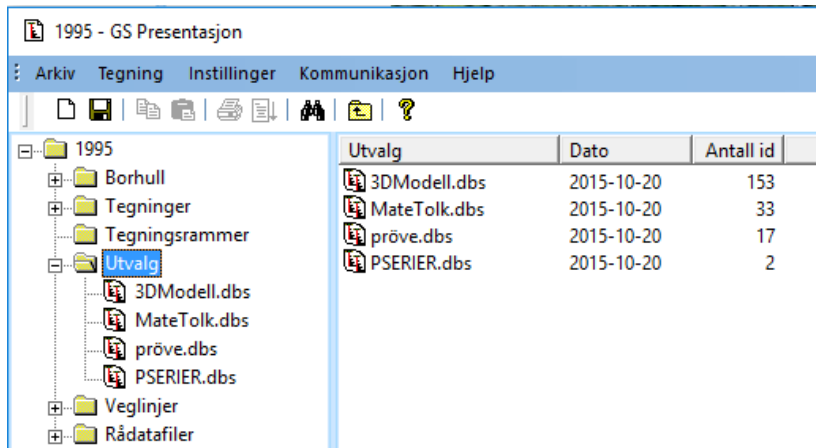 1995 - GS Presentasjon
Arkiv Tegning Instillinger Kommunikasjon Hjelp
1995
Borhull
Tegninger
Tegningsrammer
Utvalg
3DModell.dbs
MateTolk.dbs
pröve.dbs
PSERIER.dbs
Veglinjer
Rådatafiler
Utvalg Dato Antall id
3DModell.dbs 2015-10-20 153
MateTolk.dbs 2015-10-20 33
pröve.dbs 2015-10-20 17
PSERIER.dbs 2015-10-20 2